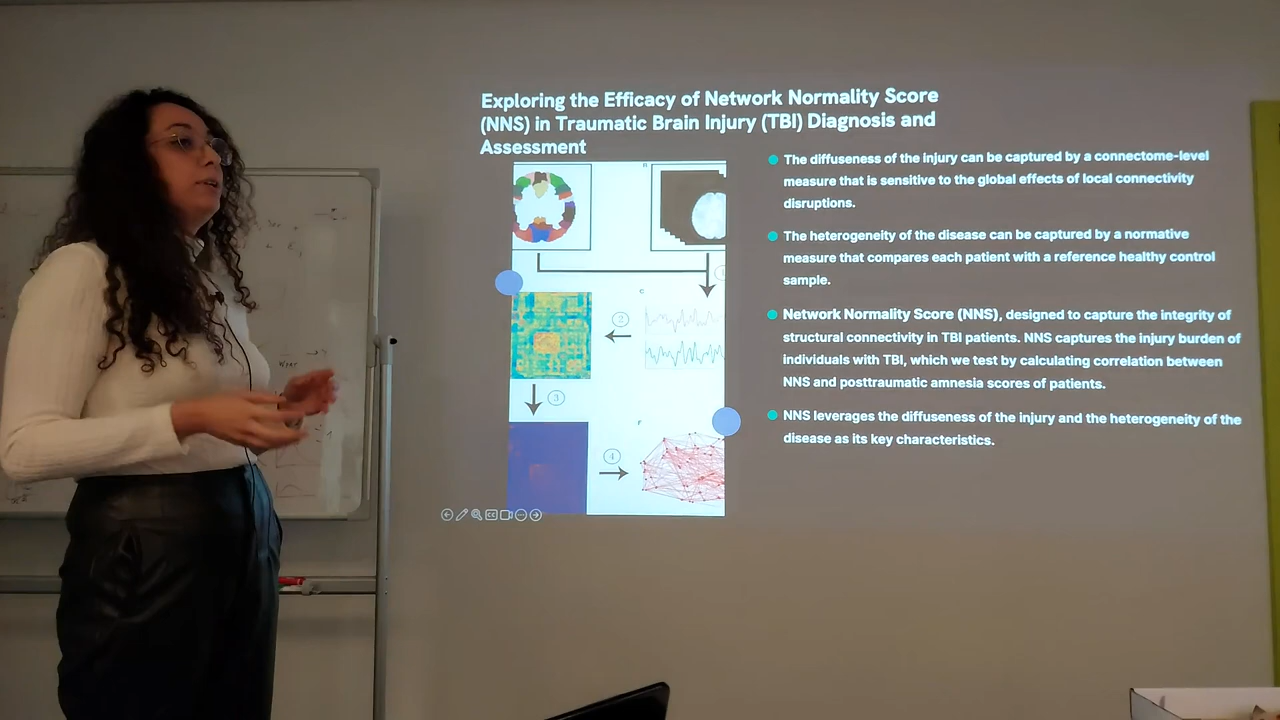 Exploring the Efficacy of Network Normality Score
(NNS) in Traumatic Brain Injury (TBI) Diagnosis and
Assessment
The diffuseness of the injury can be captured by a connectome-level
measure that is sensitive to the global effects of local connectivity
disruptions.
The heterogeneity of the disease can be captured by a normative
measure that compares each patient with a reference healthy control
sample.
Network Normality Score (NNS), designed to capture the integrity of
structural connectivity in TBI patients. NNS captures the injury burden of
individuals with TBI, which we test by calculating correlation between
NNS and posttraumatic amnesia scores of patients.
NNS leverages the diffuseness of the injury and the heterogeneity of the
disease as its key characteristics.
B
1
C
2
3
F
4